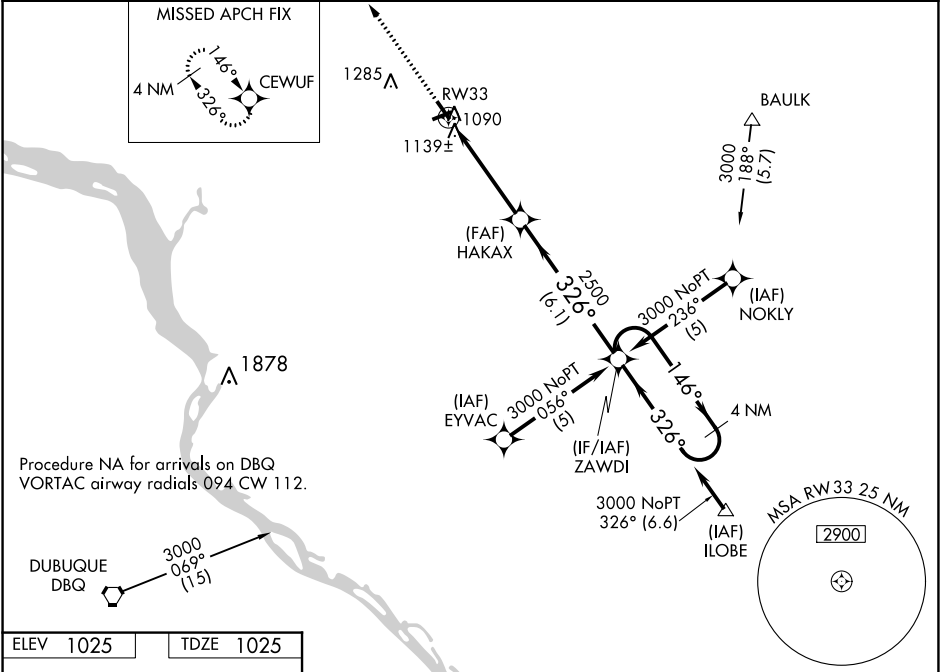 MISSED APCH FIX
146°
4 NM
CEWUF
326°
1285
RW33
1090
1139±
BAULK
3000
188°
(5.7)
(FAF)
HAKAX
2500
326°
(6.1)
3000 NoPT
236°
(5)
(IAF)
NOKLY
1878
3000 NoPT
056°
(5)
(IAF)
EYVAC
146°
326°
4 NM
(IF/IAF)
ZAWDI
Procedure NA for arrivals on DBQ
VORTAC airway radials 094 CW 112.
3000 NoPT
326° (6.6)
(IAF)
ILOBE
MSA RW 33 25 NM
2900
3000
069°
(15)
DUBUQUE
DBQ
ELEV 1025
TDZE 1025